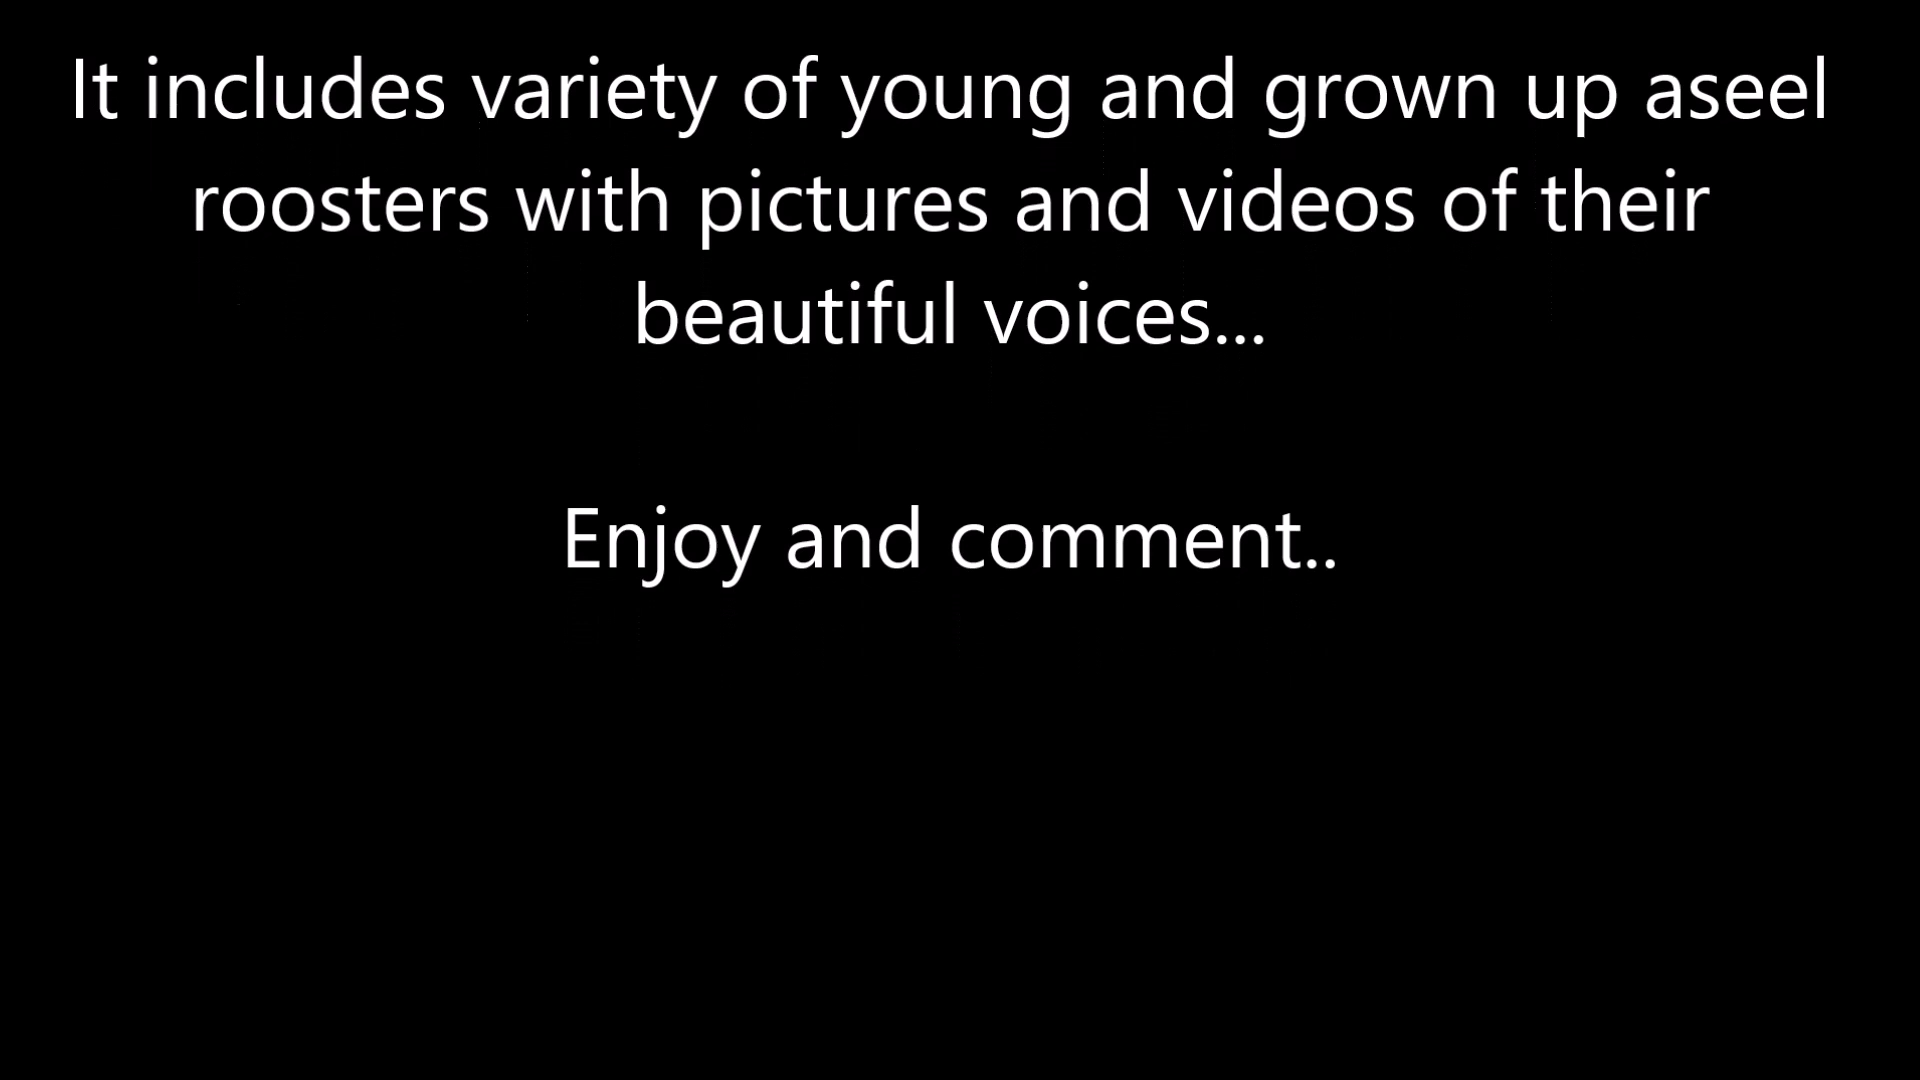 It includes variety of young and grown up aseel
roosters with pictures and videos of their
beautiful voices...
Enjoy and comment..